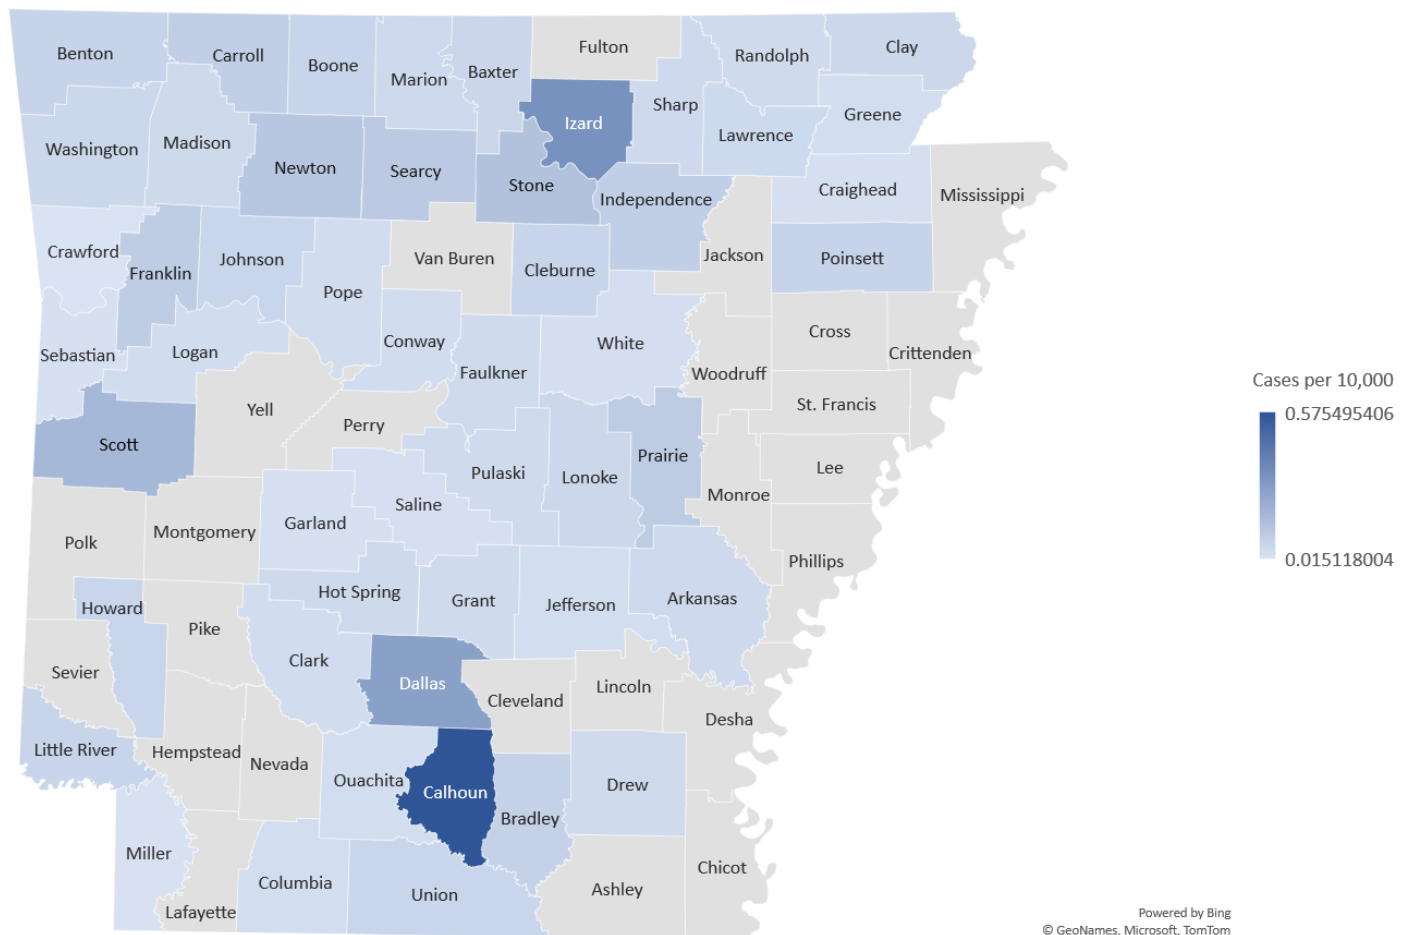 Benton
Carroll
Boone
Marion
Baxter
Fulton
Randolph
Clay
Izard
Sharp
Greene
Lawrence
Washington
Madison
Newton
Searcy
Stone
Independence
Craighead
Mississippi
Crawford
Franklin
Johnson
Van Buren
Cleburne
Jackson
Poinsett
Pope
Sebastian
Logan
Conway
Faulkner
White
Woodruff
Cross
Crittenden
Yell
Perry
St. Francis
Scott
Pulaski
Lonoke
Prairie
Lee
Monroe
Polk
Montgomery
Garland
Saline
Phillips
Howard
Hot Spring
Grant
Jefferson
Arkansas
Pike
Sevier
Clark
Dallas
Cleveland
Lincoln
Desha
Little River
Hempstead
Nevada
Ouachita
Calhoun
Bradley
Drew
Miller
Columbia
Union
Ashley
Chicot
Lafayette
Cases per 10,000
0.575495406
0.015118004
Powered by Bing
© GeoNames, Microsoft, TomTom